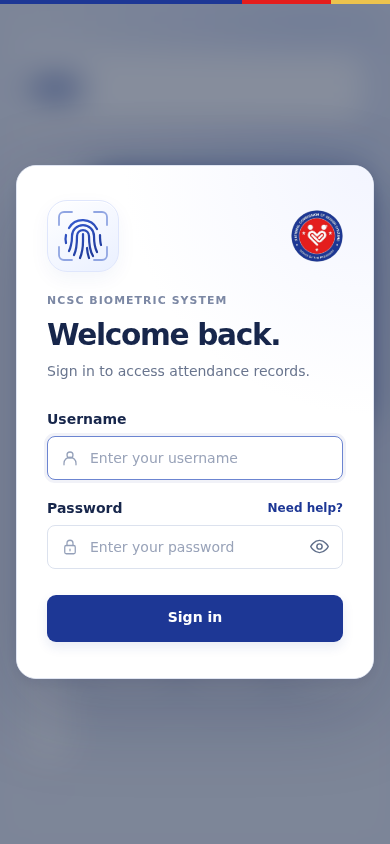 NCSC BIOMETRIC SYSTEM
Welcome back.
Sign in to access attendance records.
Username
Enter your username
Password
Need help?
Enter your password
Sign in